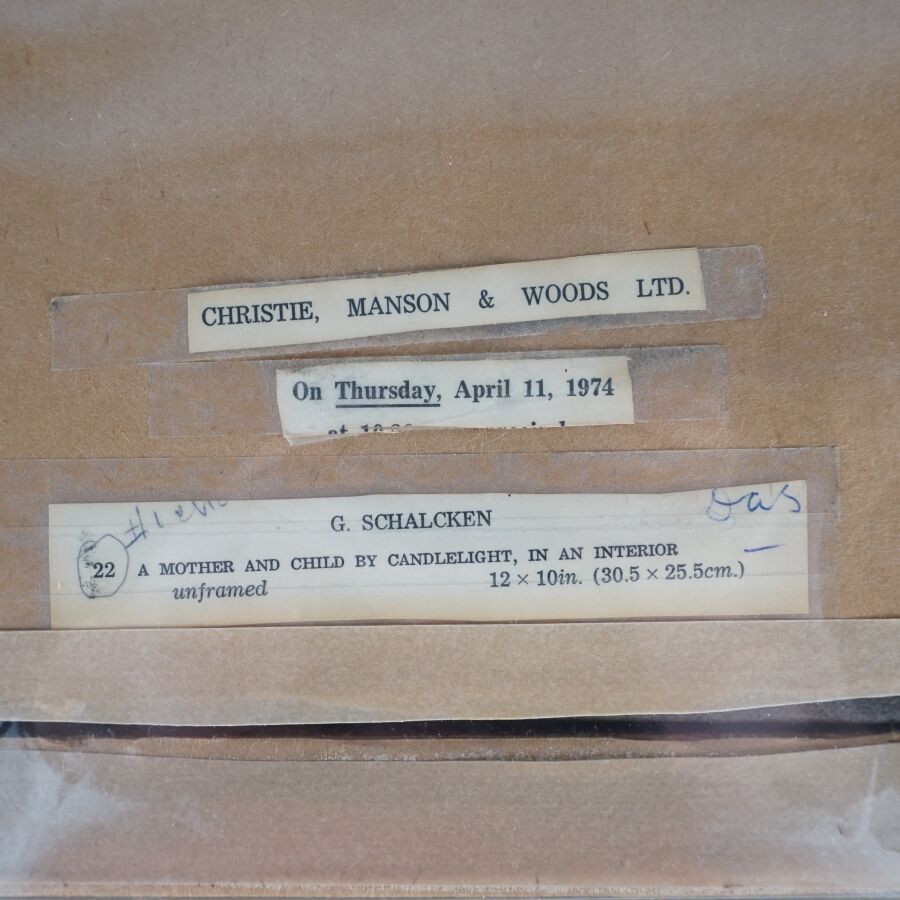 CHRISTIE, MANSON & WOODS LTD.
On Thursday, April 11, 1974
at
G. SCHALCKEN
22 A MOTHER AND CHILD BY CANDLELIGHT, IN AN INTERIOR
unframed 12 × 10in. (30.5 × 25.5cm.)